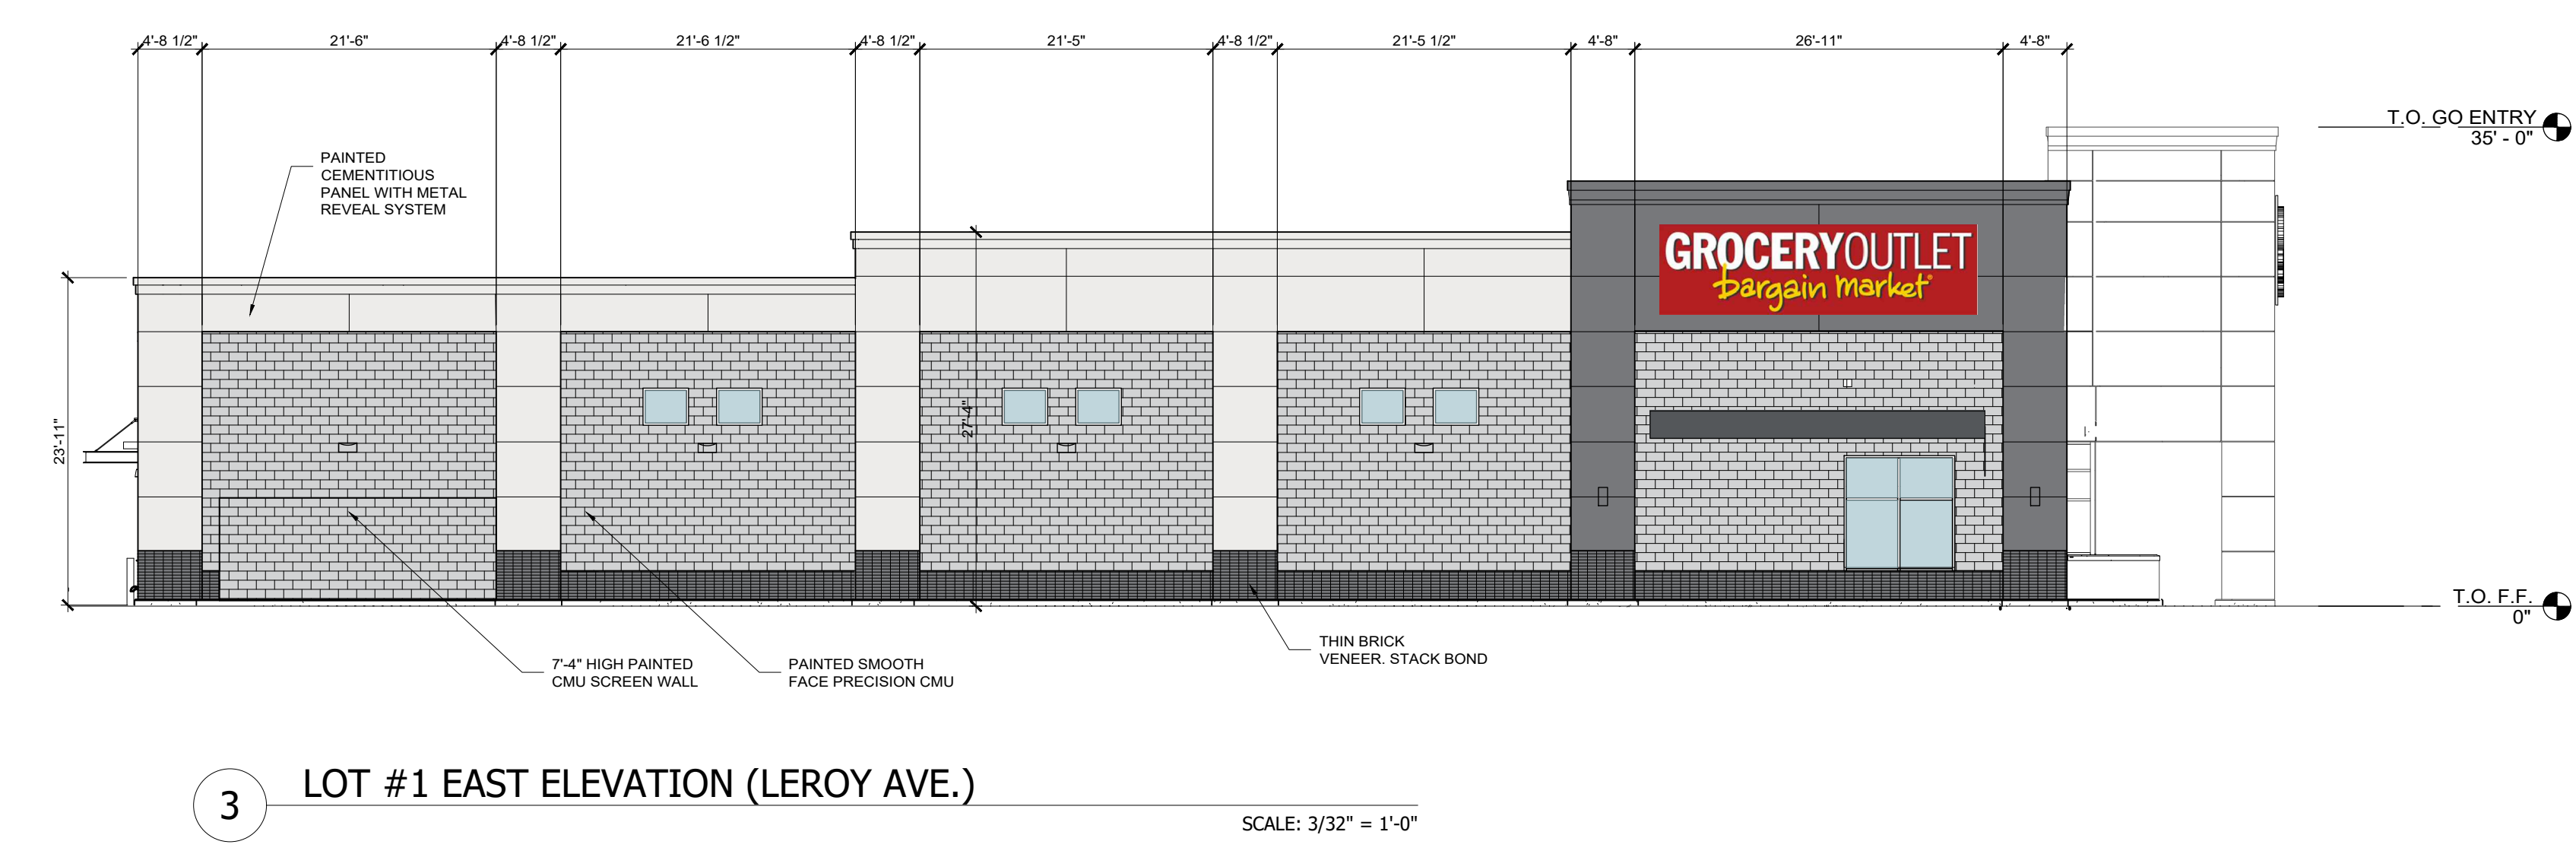 4'-8 1/2" 21'-6" 4'-8 1/2" 21'-6 1/2" 4'-8 1/2" 21'-5" 4'-8 1/2" 21'-5 1/2" 4'-8" 26'-11" 4'-8"
T.O. GO ENTRY
35' - 0"
PAINTED
CEMENTITIOUS
PANEL WITH METAL
REVEAL SYSTEM
GROCERYOUTLET
bargain market
23'-11"
27'-4"
T.O. F.F.
0"
7'-4" HIGH PAINTED
CMU SCREEN WALL
PAINTED SMOOTH
FACE PRECISION CMU
THIN BRICK
VENEER. STACK BOND
3
LOT #1 EAST ELEVATION (LEROY AVE.)
SCALE: 3/32" = 1'-0"